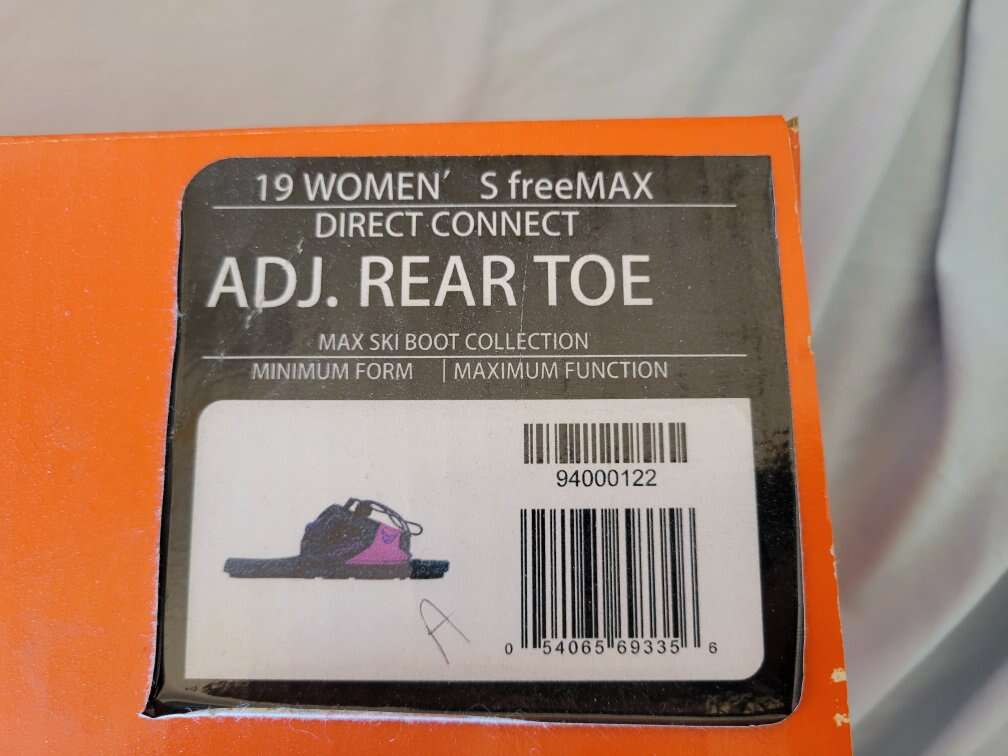 19 WOMEN′ S freeMAX
DIRECT CONNECT
ADJ. REAR TOE
MAX SKI BOOT COLLECTION
MINIMUM FORM | MAXIMUM FUNCTION
94000122
0 54065 69335 6
A